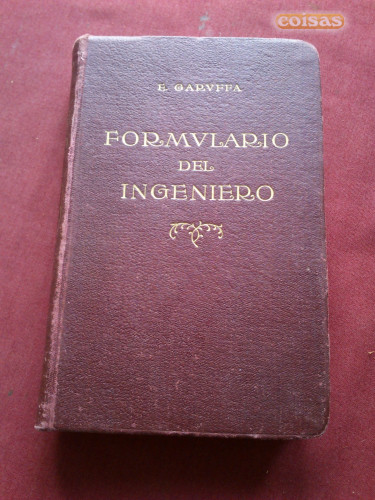 coisas
E. GARVFFA
FORMVLARIO
DEL
INGENIERO